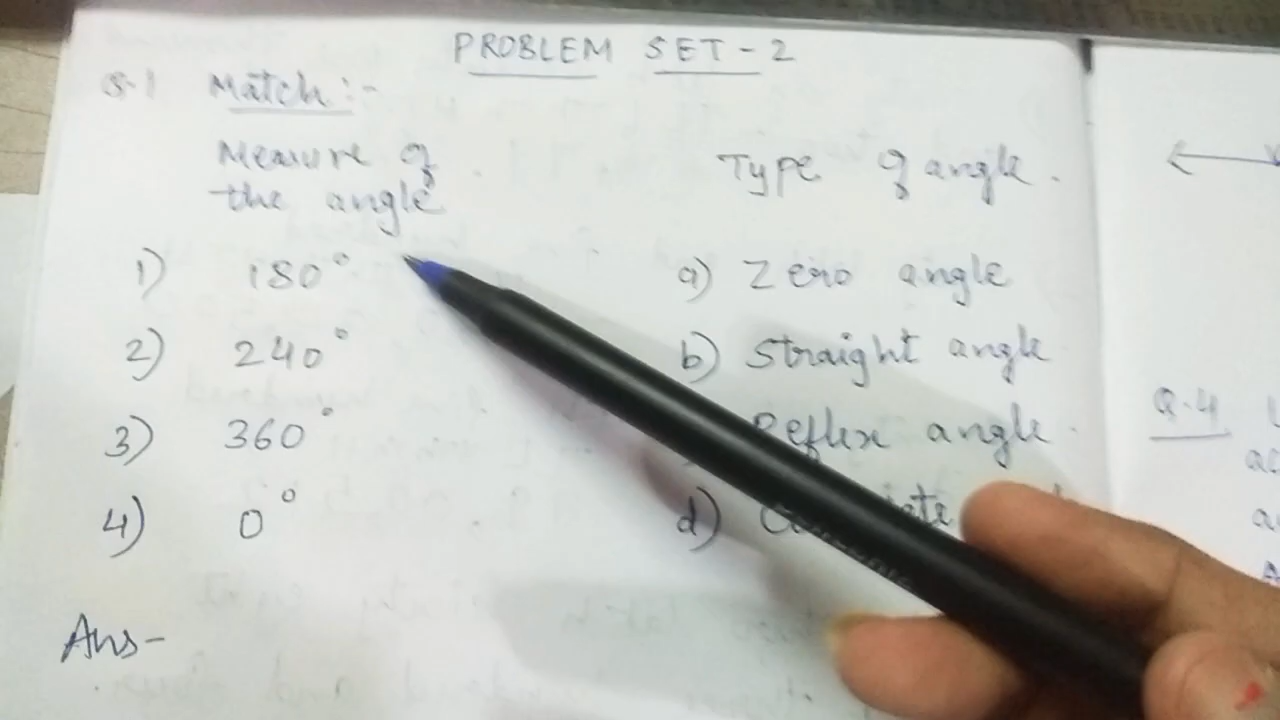 PROBLEM SET-2
Q.1 Match:-
Measure of
the angle
Type of angle.
1) 180° a) Zero angle
2) 240° b) Straight angle
3) 360° Reflex angle.
4) 0° d)
Ans-
Q.4